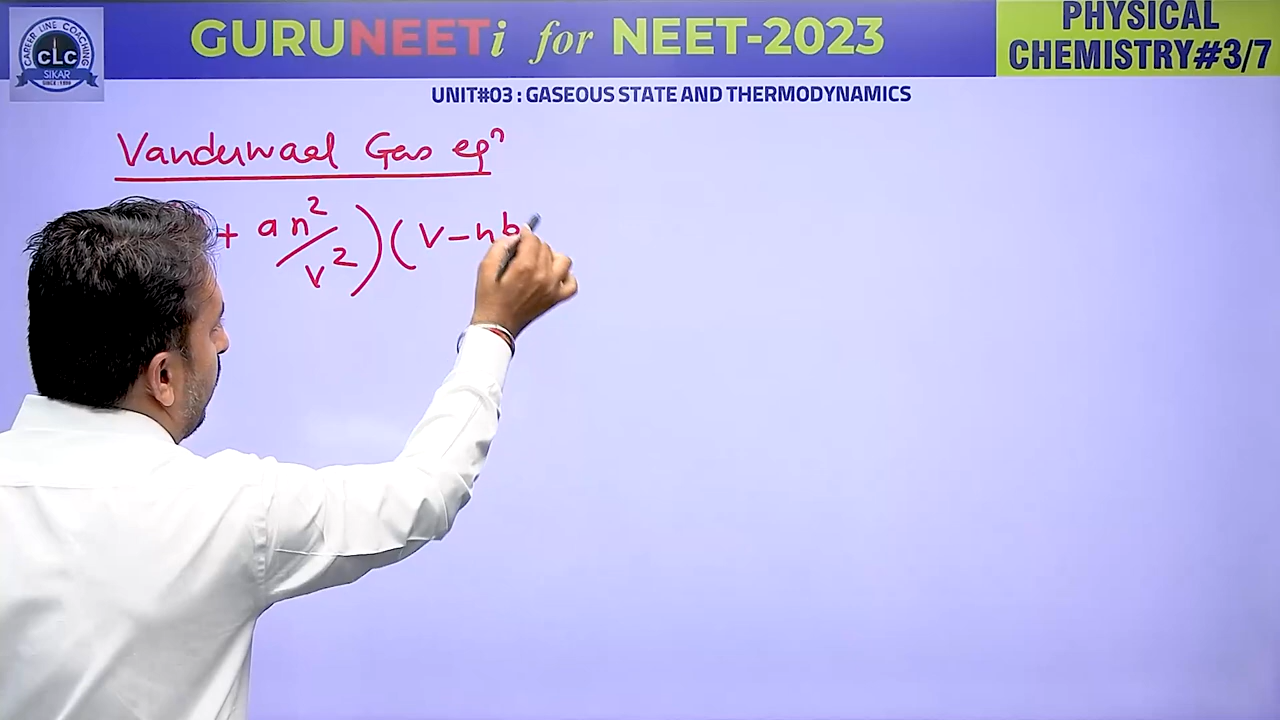 CAREER LINE COACHING
CLC
SIKAR
SINCE : 1996
GURUNEETi for NEET-2023
PHYSICAL
CHEMISTRY#3/7
UNIT#03 : GASEOUS STATE AND THERMODYNAMICS
Vanderwaal Gas eqⁿ
+ an²/v²)(V-nb